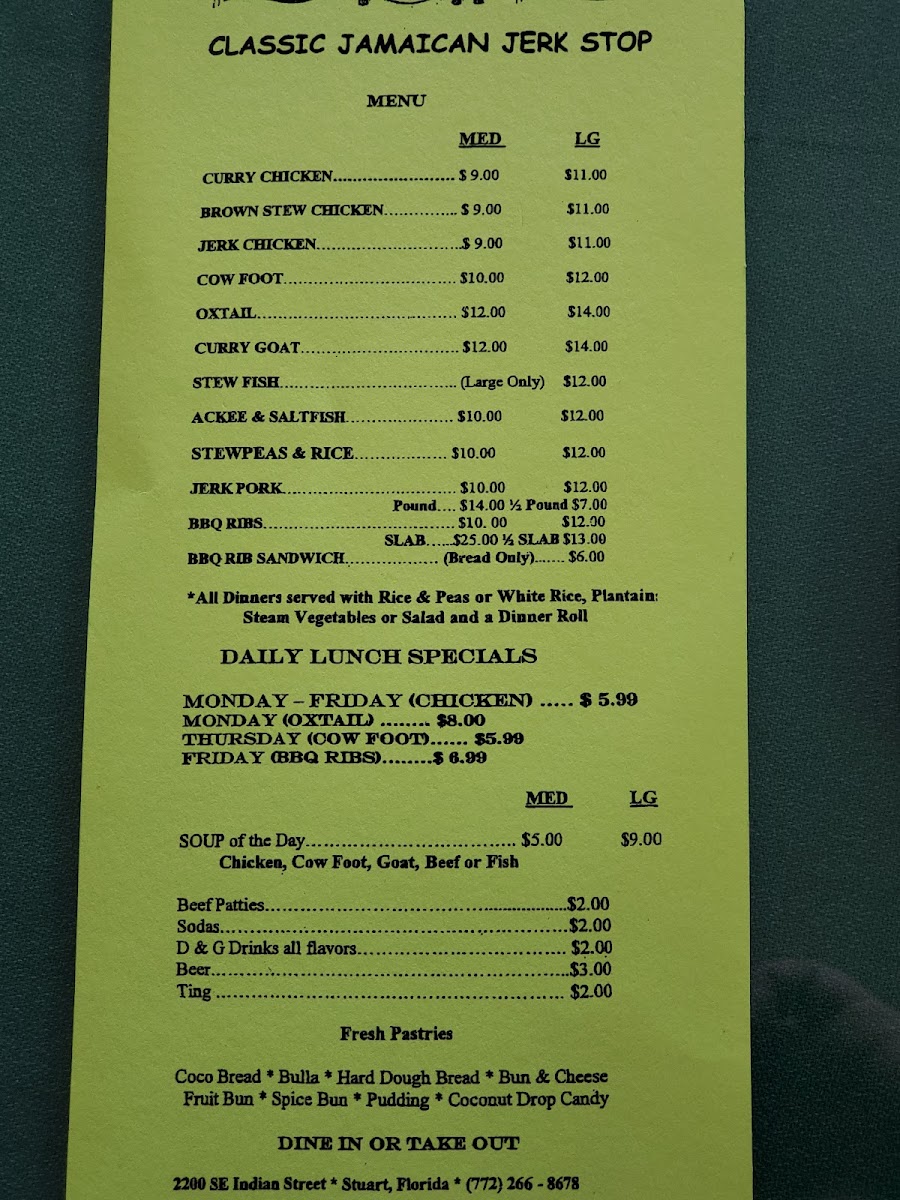 CLASSIC JAMAICAN JERK STOP
MENU
MED LG
CURRY CHICKEN........................... $ 9.00 $11.00
BROWN STEW CHICKEN............... $ 9.00 $11.00
JERK CHICKEN................................$ 9.00 $11.00
COW FOOT...................................... $10.00 $12.00
OXTAIL............................................ $12.00 $14.00
CURRY GOAT................................... $12.00 $14.00
STEW FISH....................................... (Large Only) $12.00
ACKEE & SALTFISH........................ $10.00 $12.00
STEWPEAS & RICE.................... $10.00 $12.00
JERK PORK...................................... $10.00 $12.00
Pound.... $14.00 ½ Pound $7.00
BBQ RIBS.......................................... $10. 00 $12.00
SLAB......$25.00 ½ SLAB $13.00
BBQ RIB SANDWICH.................... (Bread Only)....... $6.00
*All Dinners served with Rice & Peas or White Rice, Plantain:
Steam Vegetables or Salad and a Dinner Roll
DAILY LUNCH SPECIALS
MONDAY – FRIDAY (CHICKEN) ..... $ 5.99
MONDAY (OXTAIL) ........ $8.00
THURSDAY (COW FOOT)...... $5.99
FRIDAY (BBQ RIBS)........$ 6.99
MED LG
SOUP of the Day.................................. $5.00 $9.00
Chicken, Cow Foot, Goat, Beef or Fish
Beef Patties....................................................$2.00
Sodas.............................................................$2.00
D & G Drinks all flavors.................................. $2.00
Beer...............................................................$3.00
Ting ........................................................ $2.00
Fresh Pastries
Coco Bread * Bulla * Hard Dough Bread * Bun & Cheese
Fruit Bun * Spice Bun * Pudding * Coconut Drop Candy
DINE IN OR TAKE OUT
2200 SE Indian Street * Stuart, Florida * (772) 266 - 8678